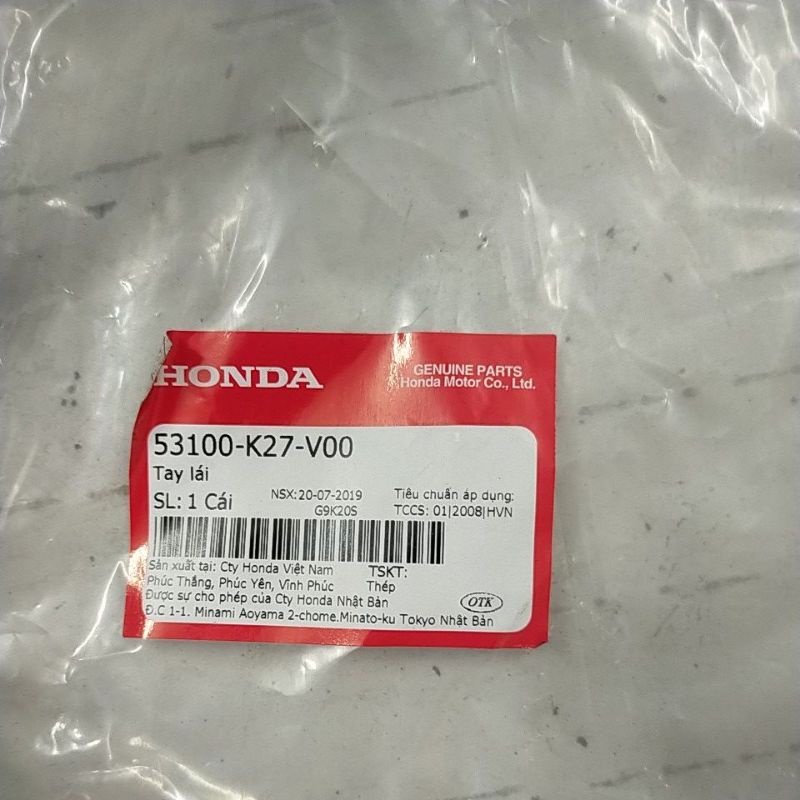 HONDA
GENUINE PARTS
Honda Motor Co., Ltd.
53100-K27-V00
Tay lái
SL: 1 Cái
NSX:20-07-2019
G9K20S
Tiêu chuẩn áp dụng:
TCCS: 01|2008|HVN
Sản xuất tại: Cty Honda Việt Nam
Phúc Thắng, Phúc Yên, Vĩnh Phúc
TSKT:
Thép
Được sự cho phép của Cty Honda Nhật Bản
Đ.C 1-1. Minami Aoyama 2-chome.Minato-ku Tokyo Nhật Bản
OTK